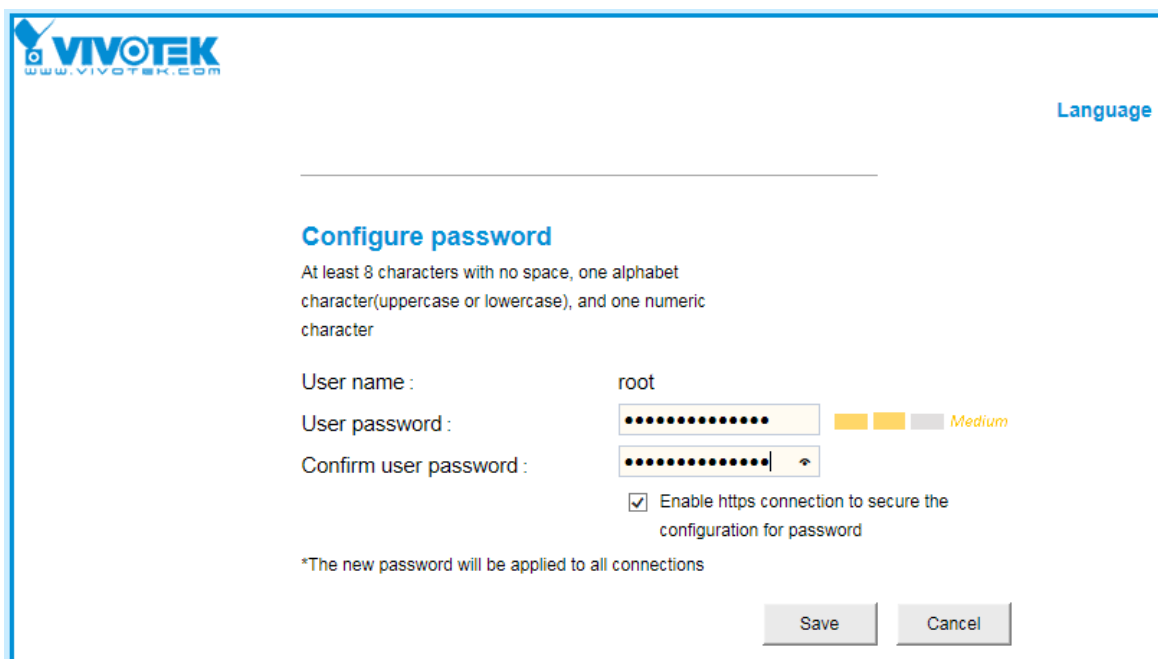 VIVOTEK
www.vivotek.com
Language
Configure password
At least 8 characters with no space, one alphabet
character(uppercase or lowercase), and one numeric
character
User name : root
User password : •••••••••••••• Medium
Confirm user password : ••••••••••••••
Enable https connection to secure the
configuration for password
*The new password will be applied to all connections
Save Cancel